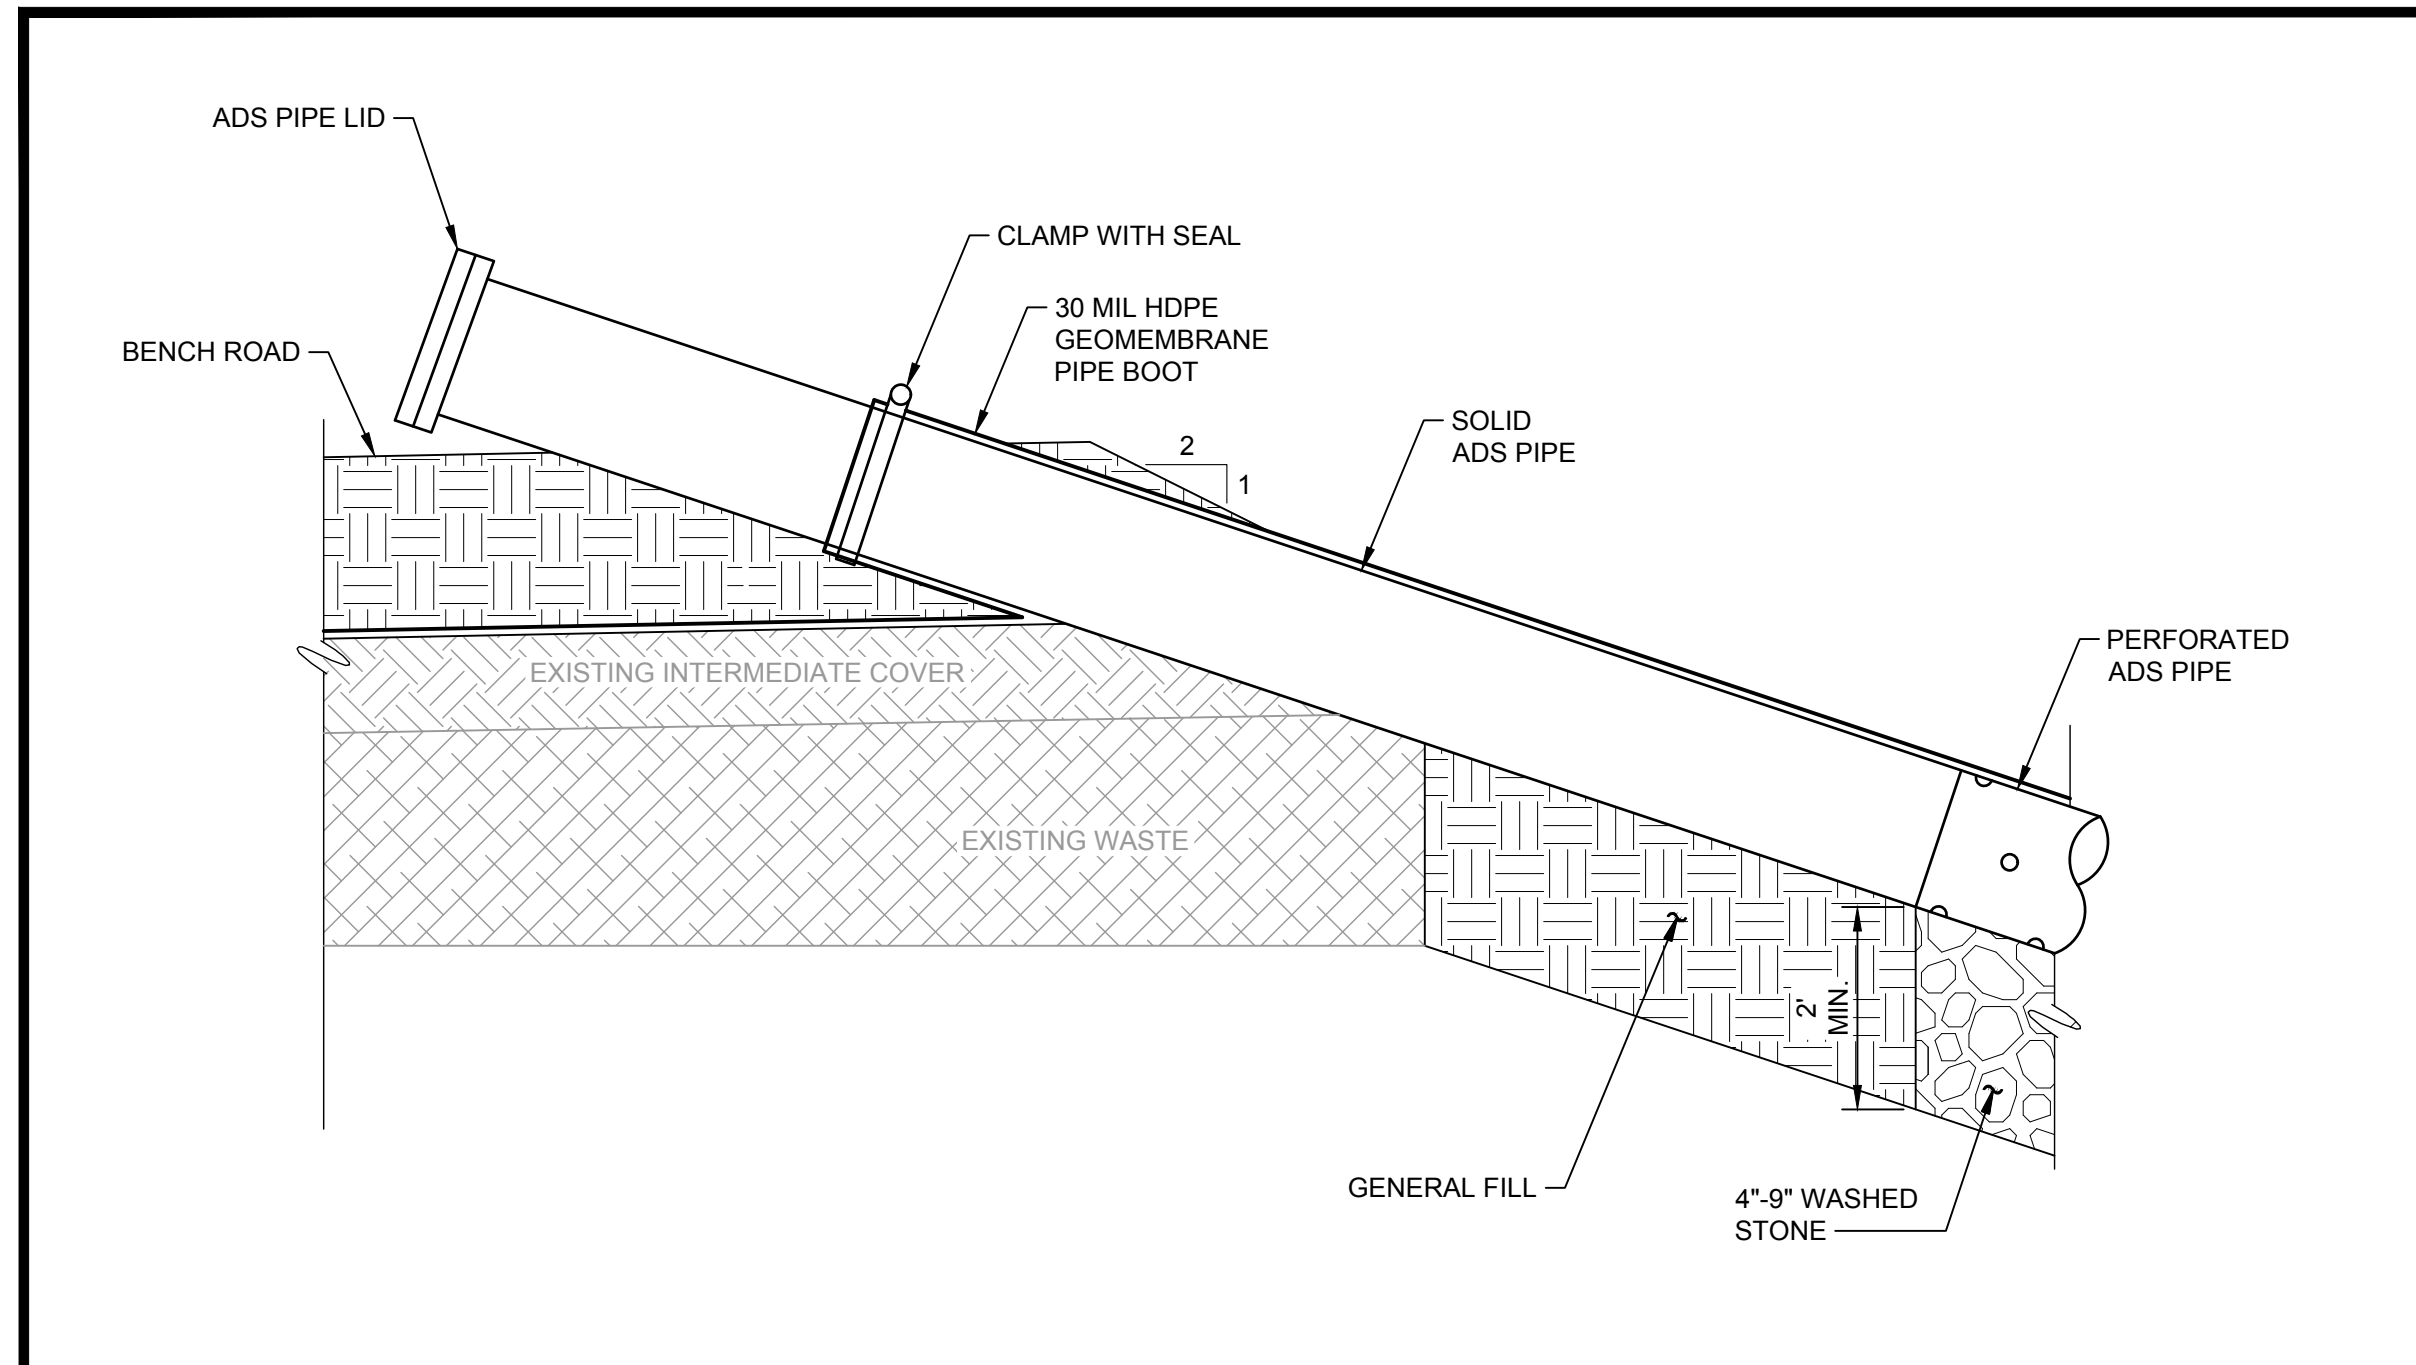 ADS PIPE LID
CLAMP WITH SEAL
30 MIL HDPE
GEOMEMBRANE
PIPE BOOT
BENCH ROAD
SOLID
ADS PIPE
2
1
PERFORATED
ADS PIPE
EXISTING INTERMEDIATE COVER
EXISTING WASTE
2'
MIN.
GENERAL FILL
4"-9" WASHED
STONE